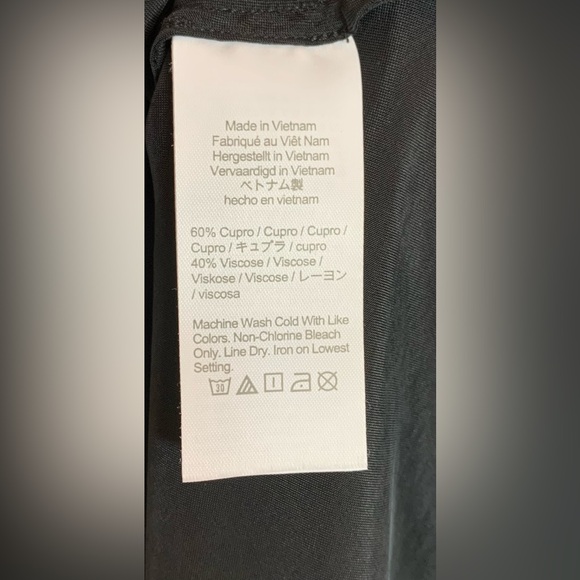 Made in Vietnam
Fabriqué au Viêt Nam
Hergestellt in Vietnam
Vervaardigd in Vietnam
ベトナム製
hecho en vietnam
60% Cupro / Cupro / Cupro /
Cupro / キュプラ / cupro
40% Viscose / Viscose /
Viskose / Viscose / レーヨン
/ viscosa
Machine Wash Cold With Like
Colors. Non-Chlorine Bleach
Only. Line Dry. Iron on Lowest
Setting.
30